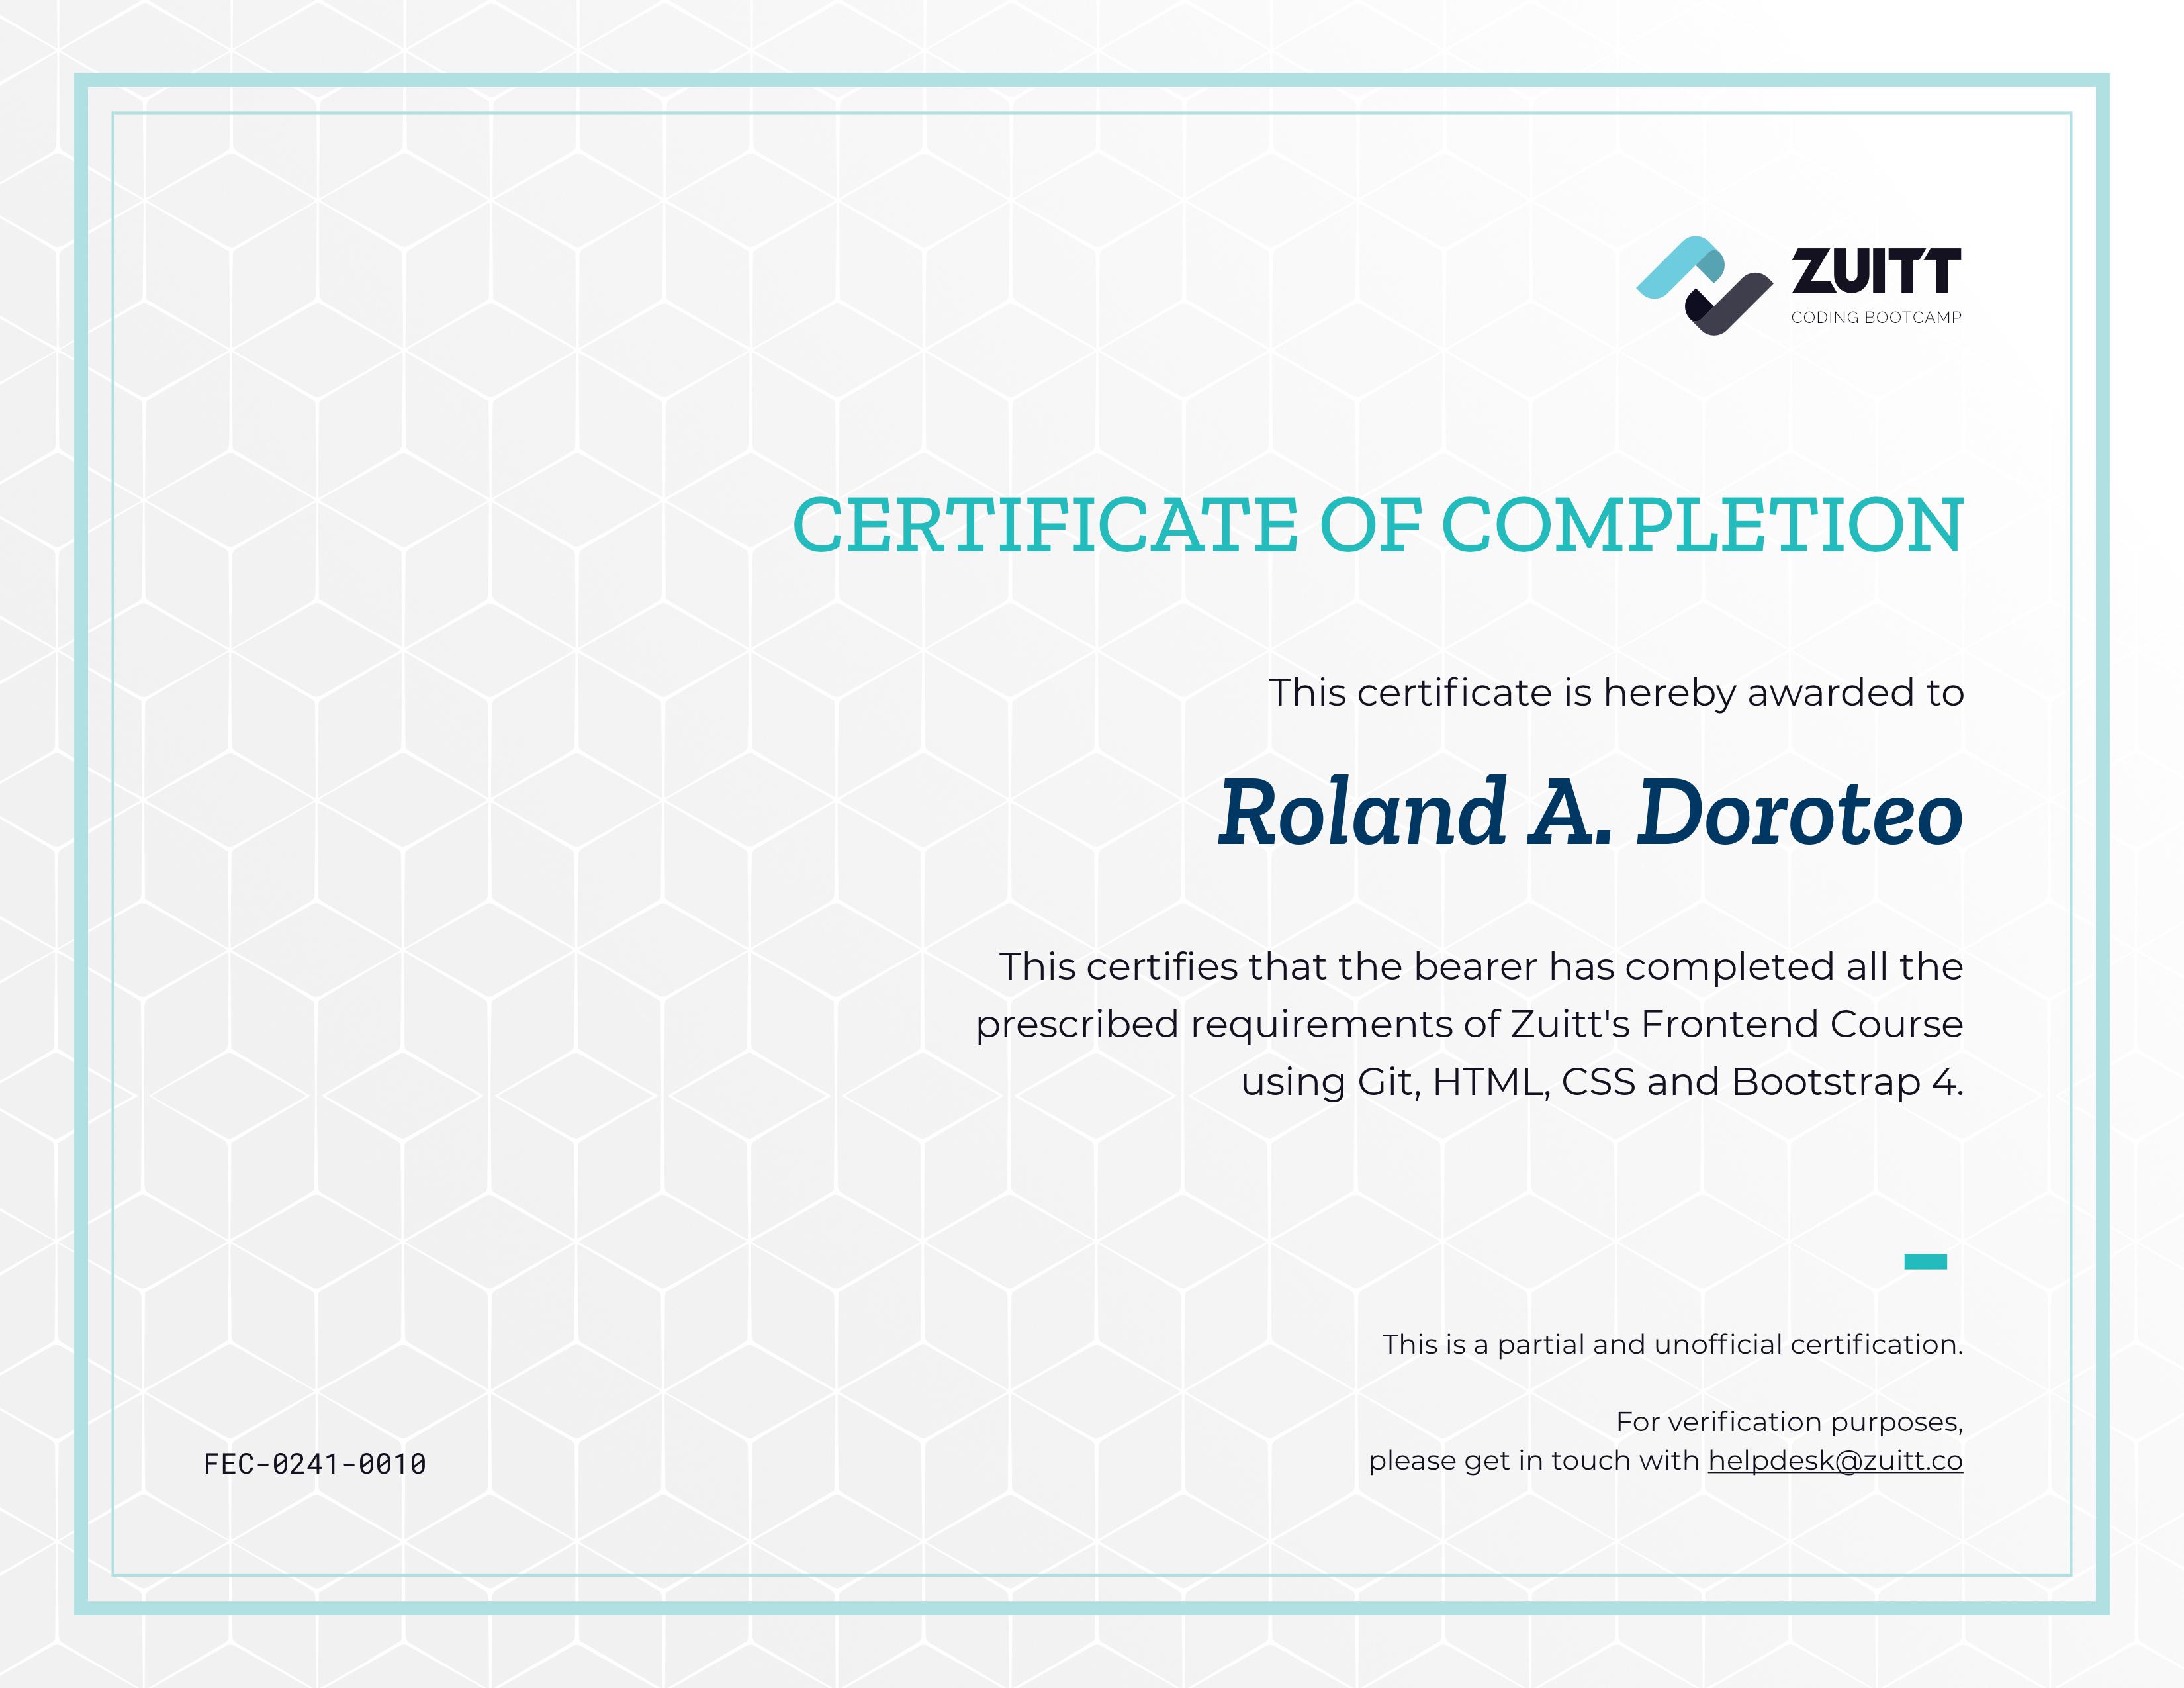 ZUITT
CODING BOOTCAMP
CERTIFICATE OF COMPLETION
This certificate is hereby awarded to
Roland A. Doroteo
This certifies that the bearer has completed all the
prescribed requirements of Zuitt's Frontend Course
using Git, HTML, CSS and Bootstrap 4.
This is a partial and unofficial certification.
For verification purposes,
please get in touch with helpdesk@zuitt.co
FEC-0241-0010